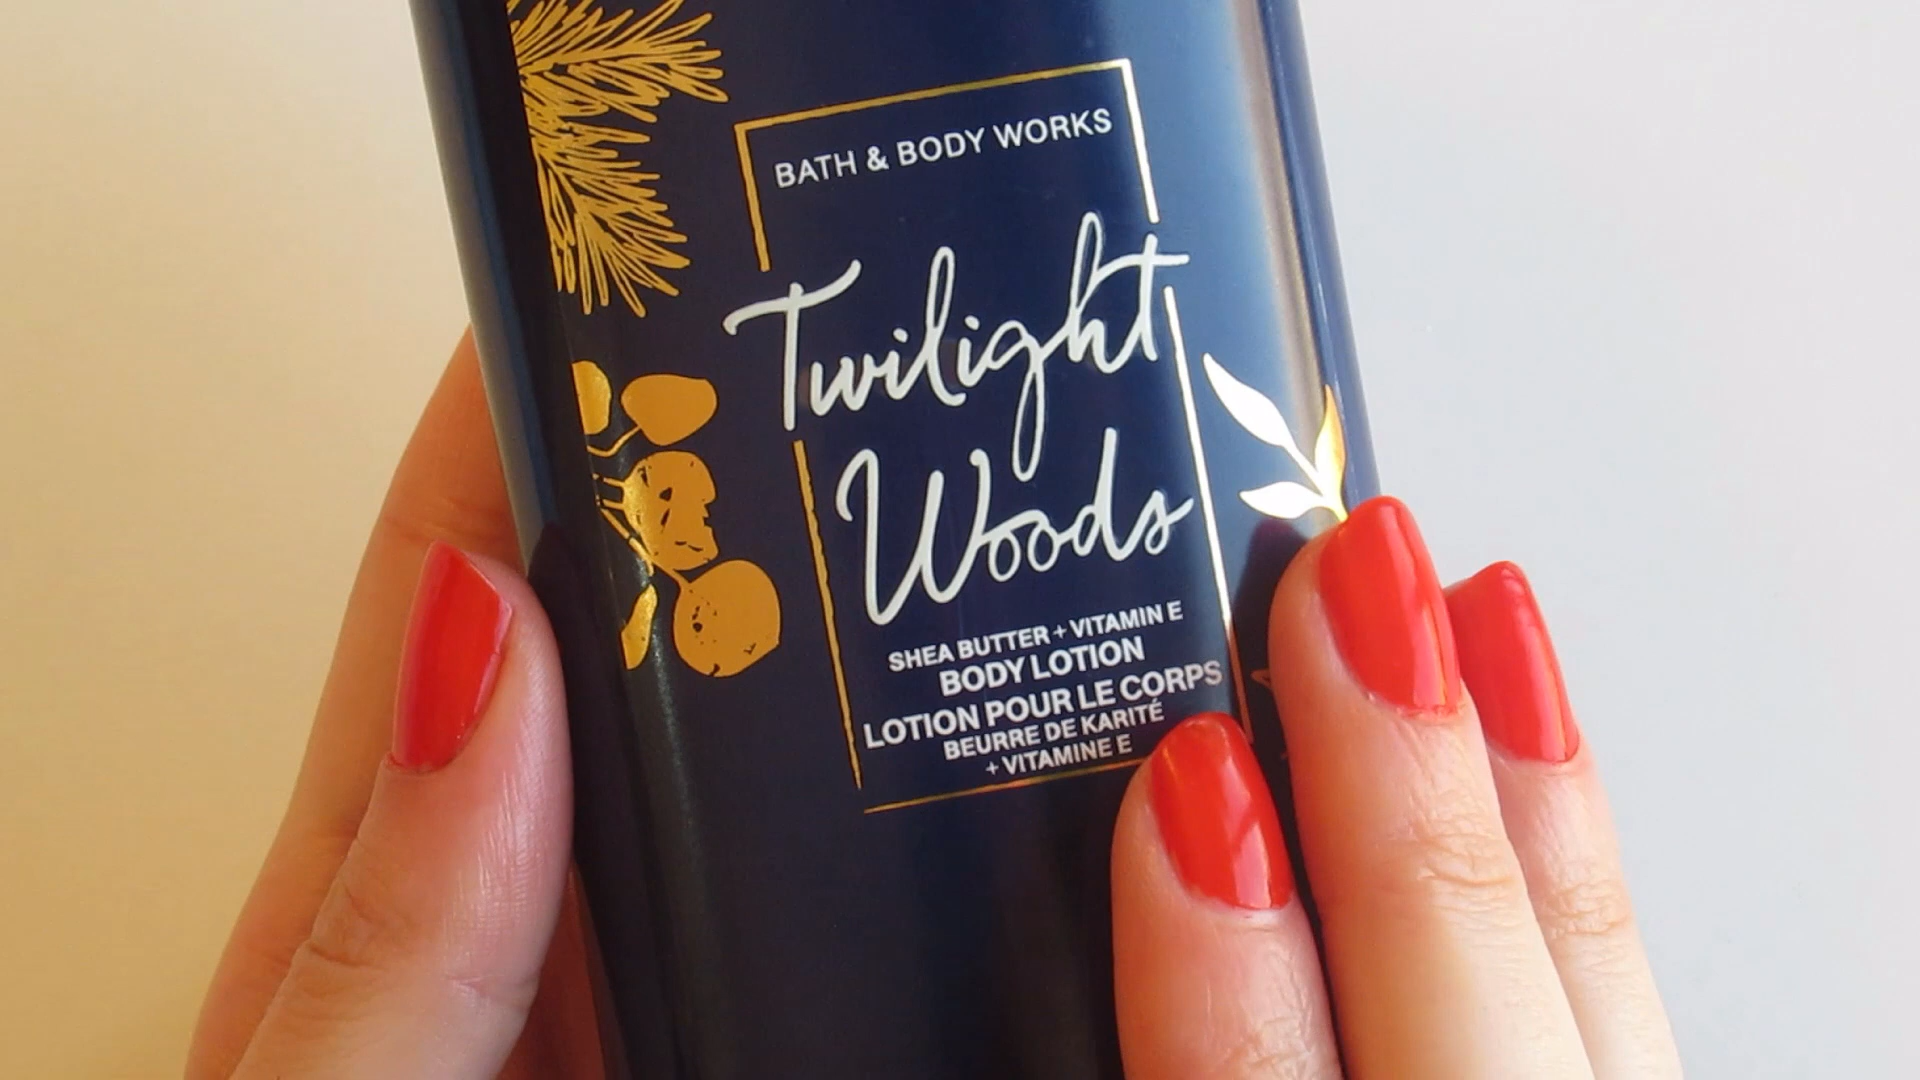 BATH & BODY WORKS
Twilight
Woods
SHEA BUTTER + VITAMIN E
BODY LOTION
LOTION POUR LE CORPS
BEURRE DE KARITÉ
+ VITAMINE E